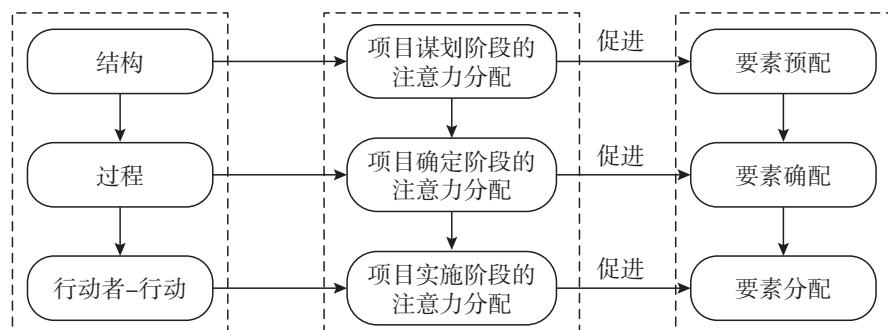 结构
项目谋划阶段的
注意力分配
促进
要素预配
过程
项目确定阶段的
注意力分配
促进
要素确配
行动者–行动
项目实施阶段的
注意力分配
促进
要素分配